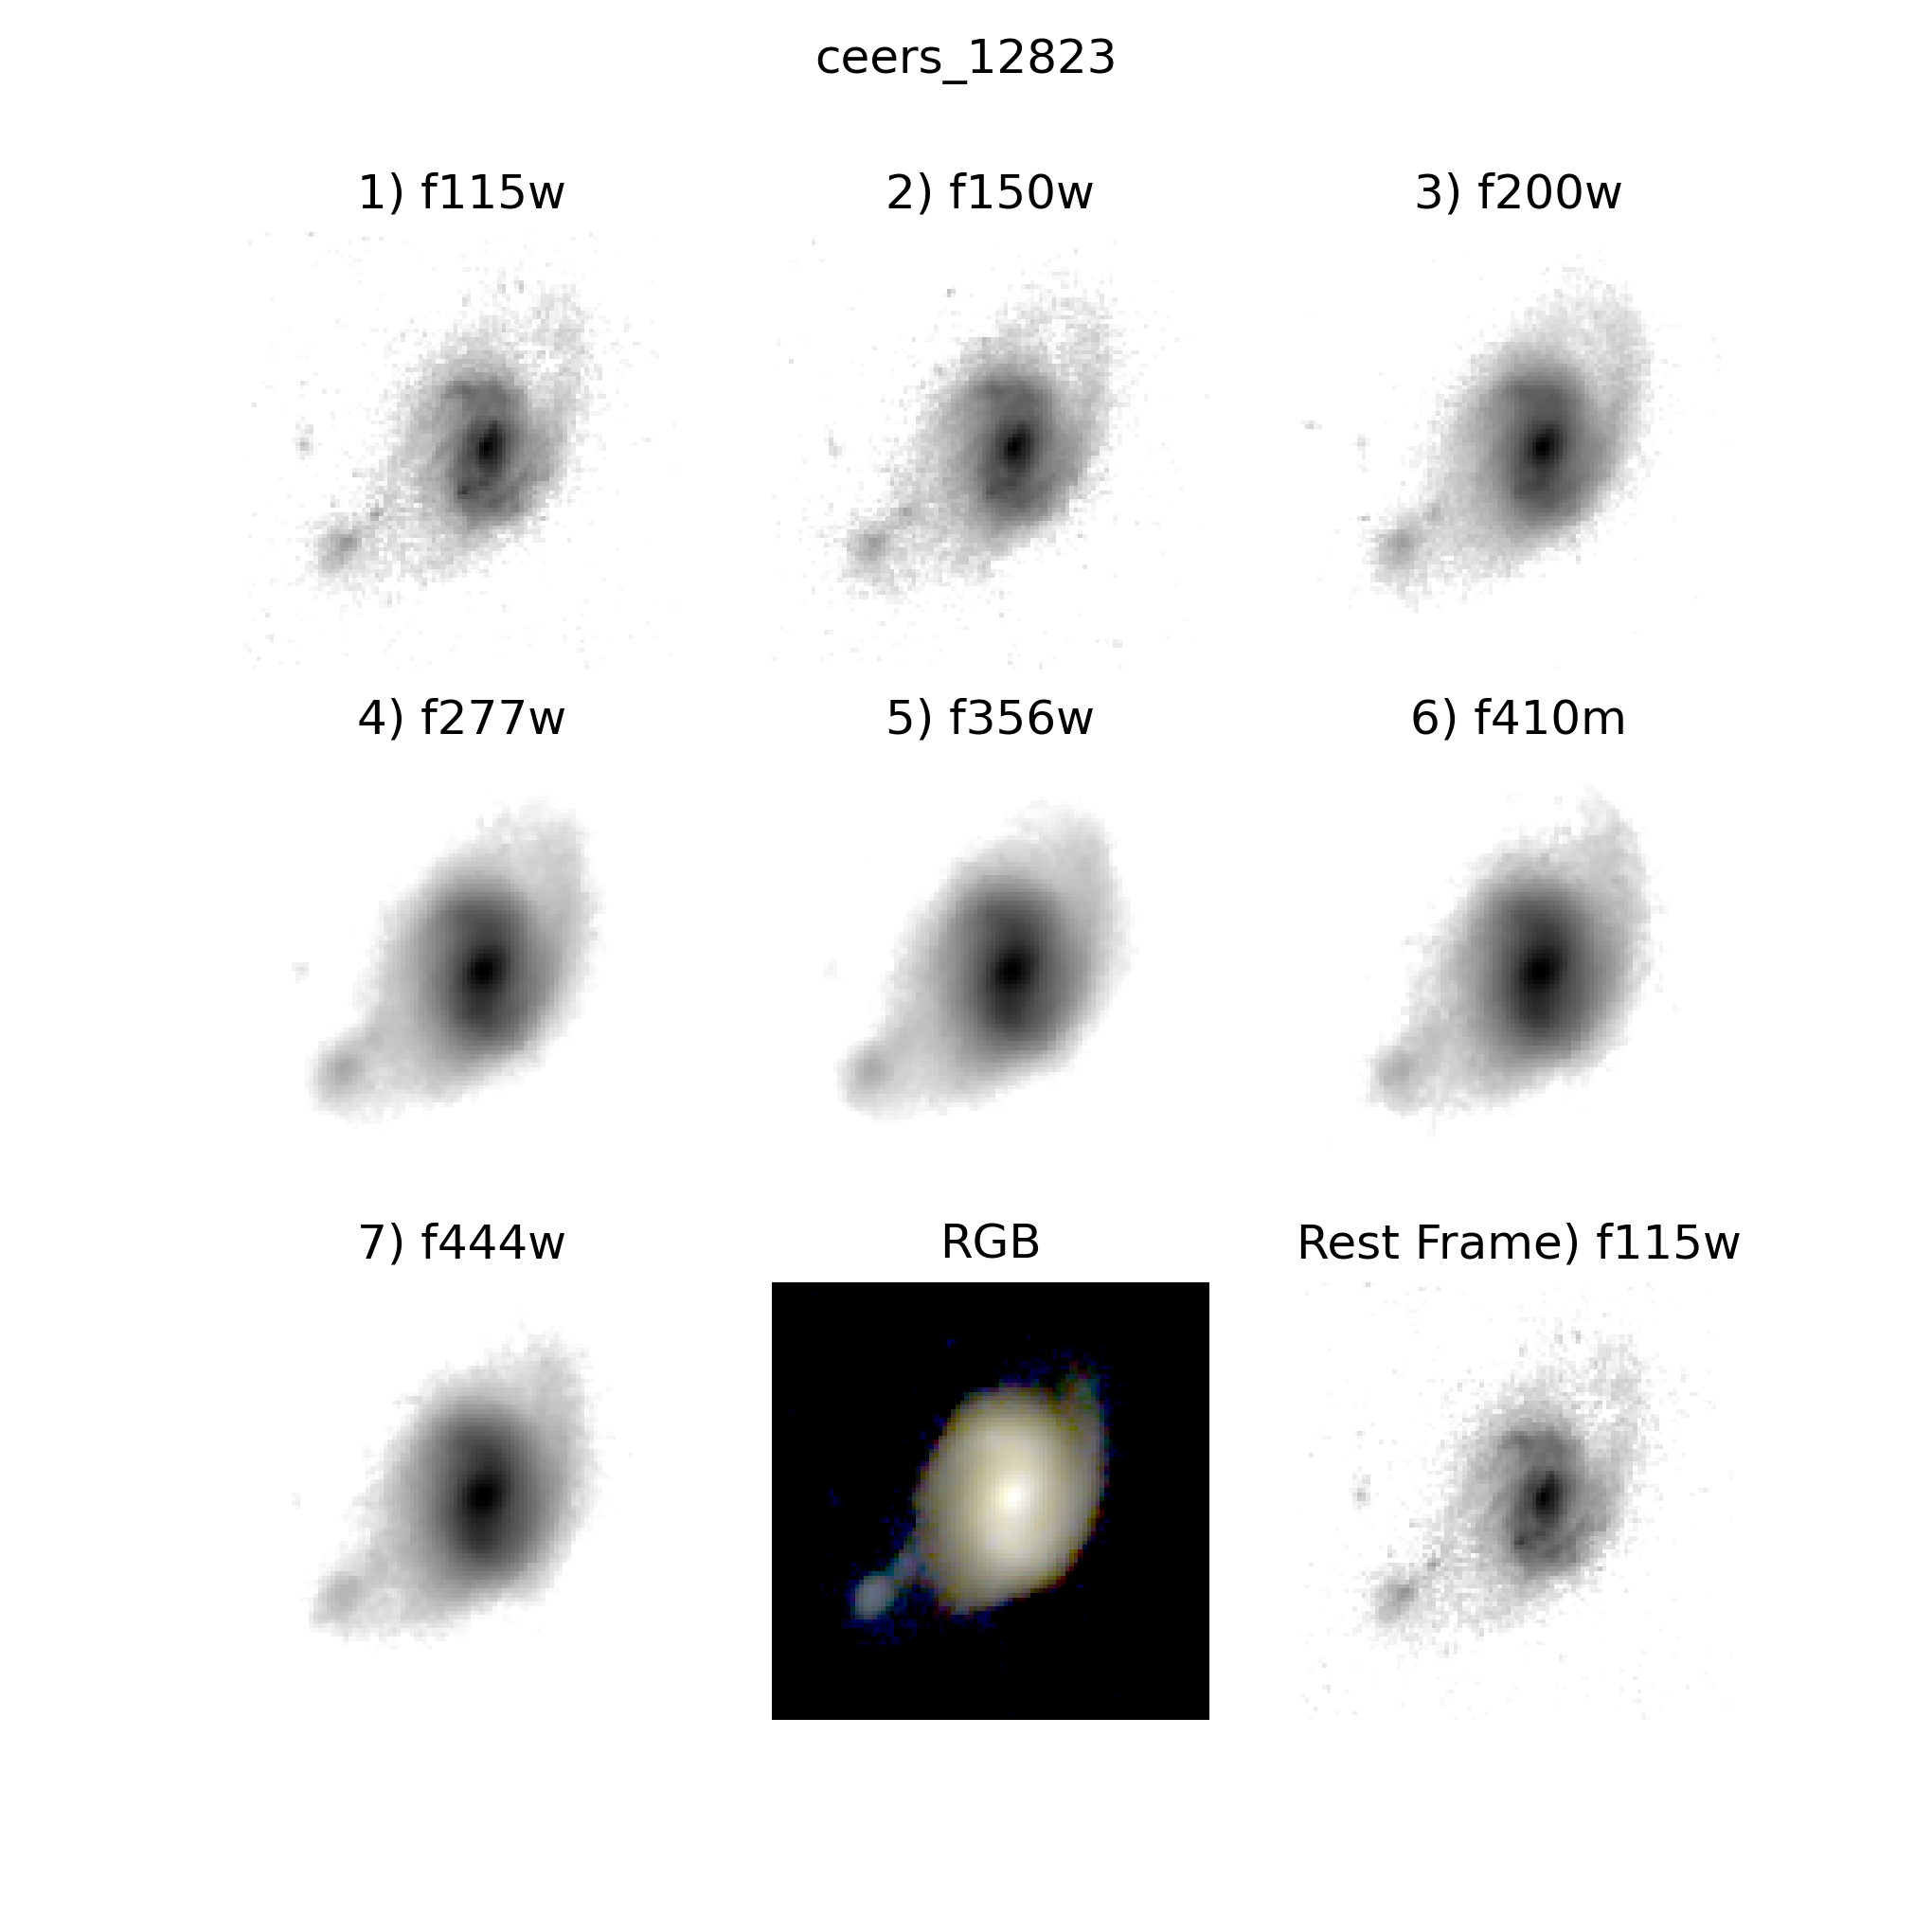 ceers_12823
1) f115w
2) f150w
3) f200w
4) f277w
5) f356w
6) f410m
7) f444w
RGB
Rest Frame) f115w